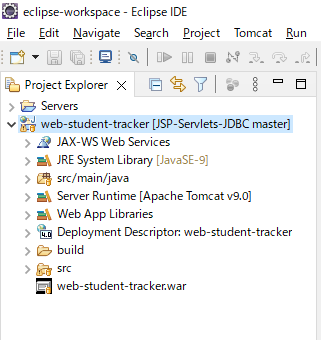 eclipse-workspace - Eclipse IDE
File Edit Navigate Search Project Tomcat Run
Project Explorer
Servers
web-student-tracker [JSP-Servlets-JDBC master]
JAX-WS Web Services
JRE System Library [JavaSE-9]
src/main/java
Server Runtime [Apache Tomcat v9.0]
Web App Libraries
Deployment Descriptor: web-student-tracker
build
src
web-student-tracker.war